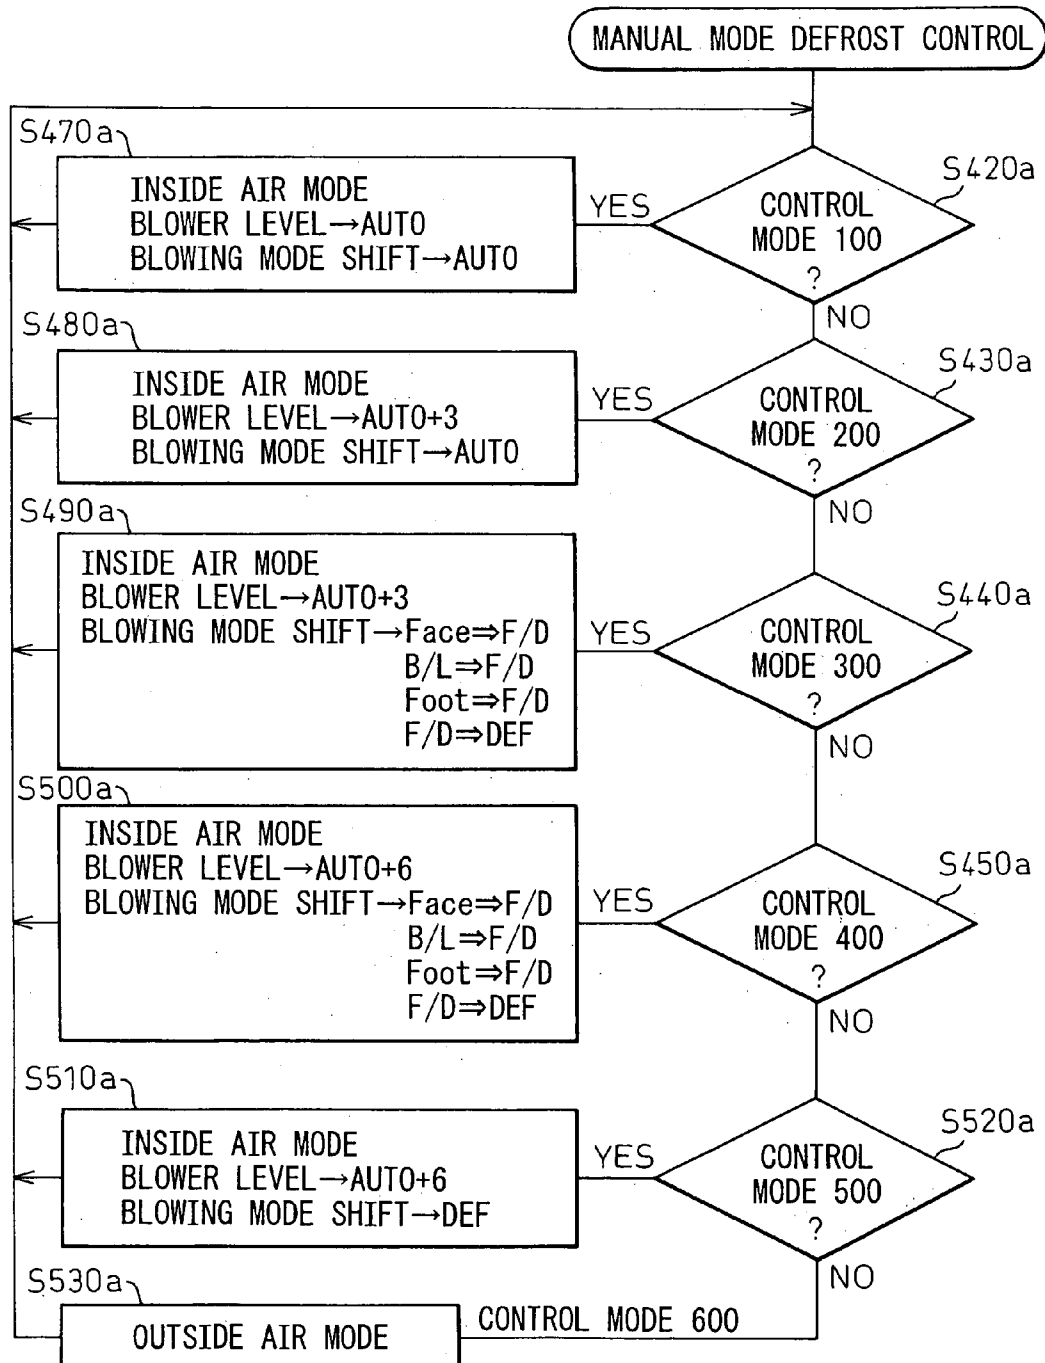 MANUAL MODE DEFROST CONTROL
S470a
INSIDE AIR MODE
BLOWER LEVEL→AUTO
BLOWING MODE SHIFT→AUTO
YES
S420a
CONTROL
MODE 100
?
NO
S480a
INSIDE AIR MODE
BLOWER LEVEL→AUTO+3
BLOWING MODE SHIFT→AUTO
YES
S430a
CONTROL
MODE 200
?
NO
S490a
INSIDE AIR MODE
BLOWER LEVEL→AUTO+3
BLOWING MODE SHIFT→Face⇒F/D
B/L⇒F/D
Foot⇒F/D
F/D⇒DEF
YES
S440a
CONTROL
MODE 300
?
NO
S500a
INSIDE AIR MODE
BLOWER LEVEL→AUTO+6
BLOWING MODE SHIFT→Face⇒F/D
B/L⇒F/D
Foot⇒F/D
F/D⇒DEF
YES
S450a
CONTROL
MODE 400
?
NO
S510a
INSIDE AIR MODE
BLOWER LEVEL→AUTO+6
BLOWING MODE SHIFT→DEF
YES
S520a
CONTROL
MODE 500
?
NO
S530a
OUTSIDE AIR MODE
CONTROL MODE 600